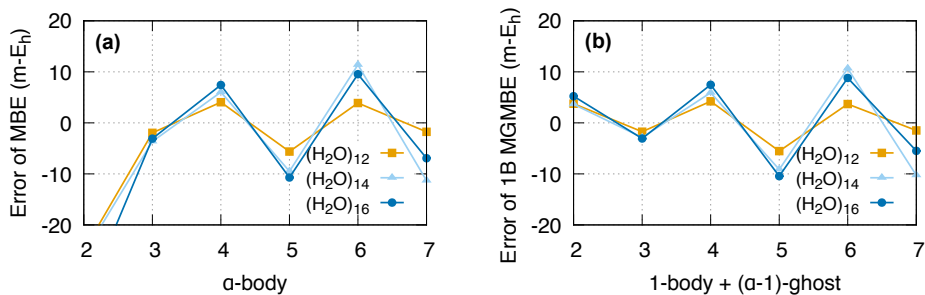 (a)
Error of MBE (m-Eₕ)
20
10
0
-10
-20
(H₂O)₁₂
(H₂O)₁₄
(H₂O)₁₆
2 3 4 5 6 7
α-body
(b)
Error of 1B MGMBE (m-Eₕ)
20
10
0
-10
-20
(H₂O)₁₂
(H₂O)₁₄
(H₂O)₁₆
2 3 4 5 6 7
1-body + (α-1)-ghost